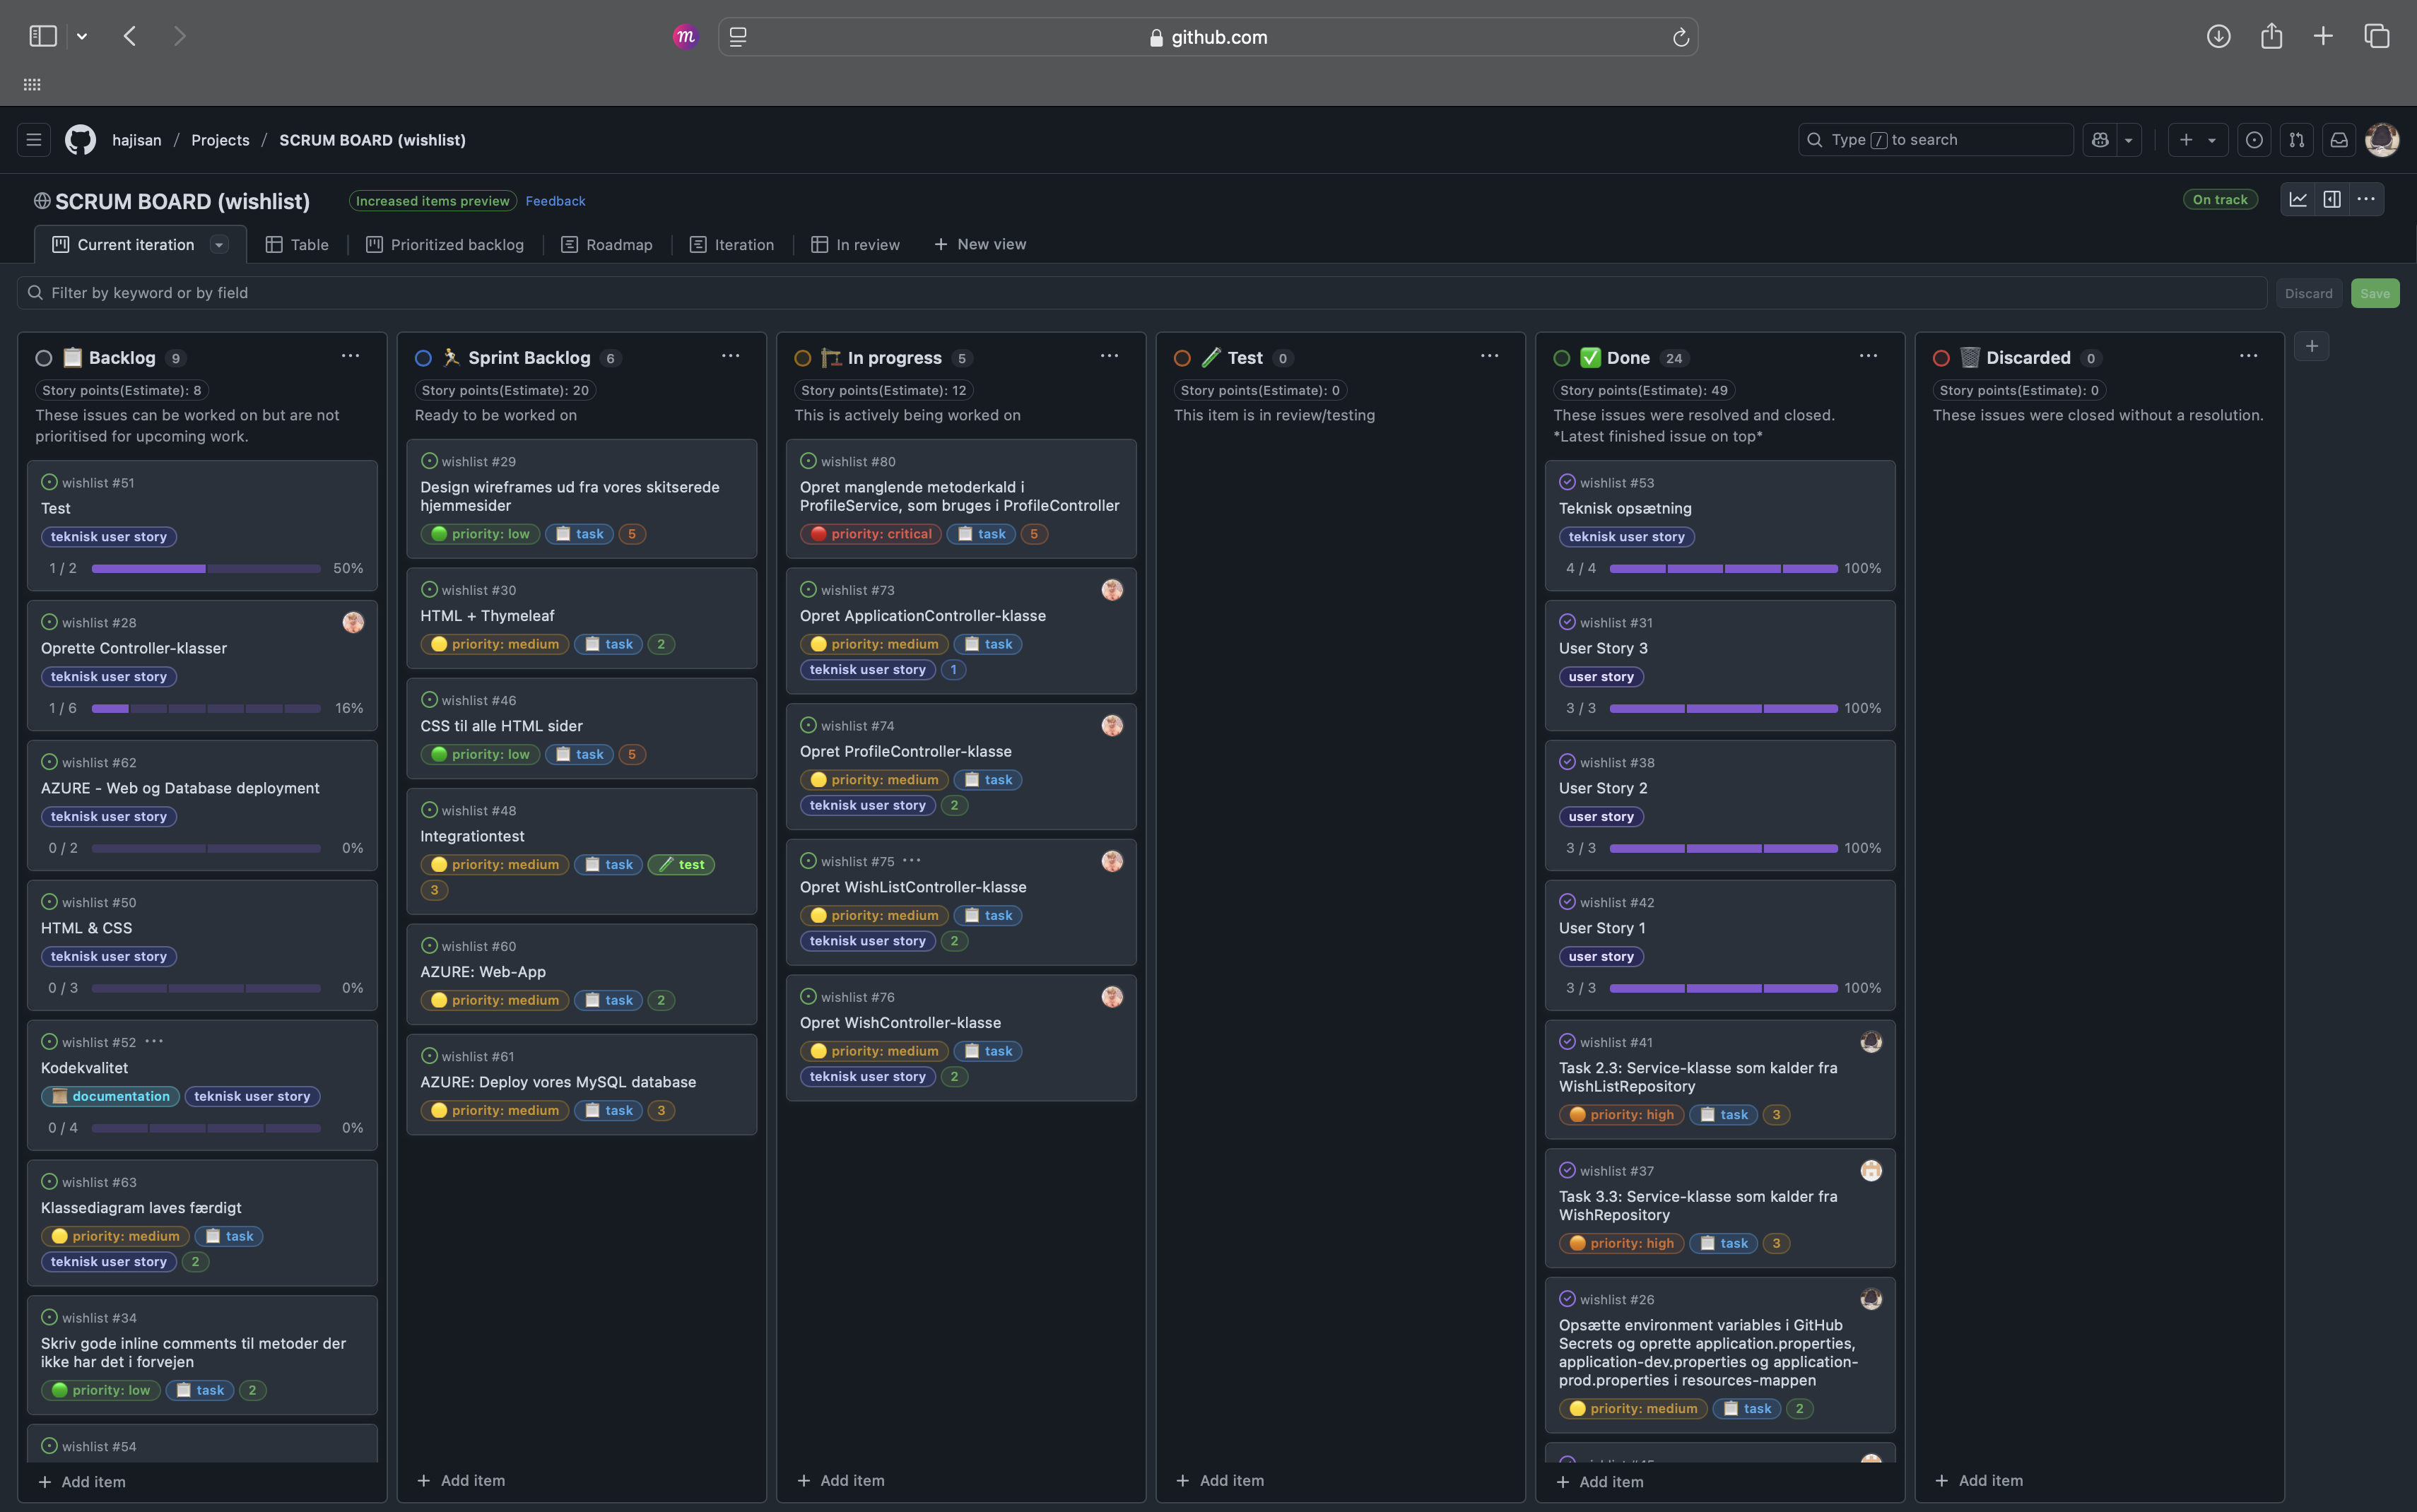 m
github.com
hajisan / Projects / SCRUM BOARD (wishlist)
Type / to search
SCRUM BOARD (wishlist)
Increased items preview
Feedback
On track
Current iteration
Table
Prioritized backlog
Roadmap
Iteration
In review
New view
Filter by keyword or by field
Discard
Save
Backlog 9
Story points(Estimate): 8
These issues can be worked on but are not
prioritised for upcoming work.
wishlist #51
Test
teknisk user story
1 / 2 50%
wishlist #28
Oprette Controller-klasser
teknisk user story
1 / 6 16%
wishlist #62
AZURE - Web og Database deployment
teknisk user story
0 / 2 0%
wishlist #50
HTML & CSS
teknisk user story
0 / 3 0%
wishlist #52
Kodekvalitet
documentation teknisk user story
0 / 4 0%
wishlist #63
Klassediagram laves færdigt
priority: medium task
teknisk user story 2
wishlist #34
Skriv gode inline comments til metoder der
ikke har det i forvejen
priority: low task 2
wishlist #54
Add item
Sprint Backlog 6
Story points(Estimate): 20
Ready to be worked on
wishlist #29
Design wireframes ud fra vores skitserede
hjemmesider
priority: low task 5
wishlist #30
HTML + Thymeleaf
priority: medium task 2
wishlist #46
CSS til alle HTML sider
priority: low task 5
wishlist #48
Integrationtest
priority: medium task test
3
wishlist #60
AZURE: Web-App
priority: medium task 2
wishlist #61
AZURE: Deploy vores MySQL database
priority: medium task 3
Add item
In progress 5
Story points(Estimate): 12
This is actively being worked on
wishlist #80
Opret manglende metoderkald i
ProfileService, som bruges i ProfileController
priority: critical task 5
wishlist #73
Opret ApplicationController-klasse
priority: medium task
teknisk user story 1
wishlist #74
Opret ProfileController-klasse
priority: medium task
teknisk user story 2
wishlist #75
Opret WishListController-klasse
priority: medium task
teknisk user story 2
wishlist #76
Opret WishController-klasse
priority: medium task
teknisk user story 2
Add item
Test 0
Story points(Estimate): 0
This item is in review/testing
Add item
Done 24
Story points(Estimate): 49
These issues were resolved and closed.
*Latest finished issue on top*
wishlist #53
Teknisk opsætning
teknisk user story
4 / 4 100%
wishlist #31
User Story 3
user story
3 / 3 100%
wishlist #38
User Story 2
user story
3 / 3 100%
wishlist #42
User Story 1
user story
3 / 3 100%
wishlist #41
Task 2.3: Service-klasse som kalder fra
WishListRepository
priority: high task 3
wishlist #37
Task 3.3: Service-klasse som kalder fra
WishRepository
priority: high task 3
wishlist #26
Opsætte environment variables i GitHub
Secrets og oprette application.properties,
application-dev.properties og application-
prod.properties i resources-mappen
priority: medium task 2
Add item
Discarded 0
Story points(Estimate): 0
These issues were closed without a resolution.
Add item